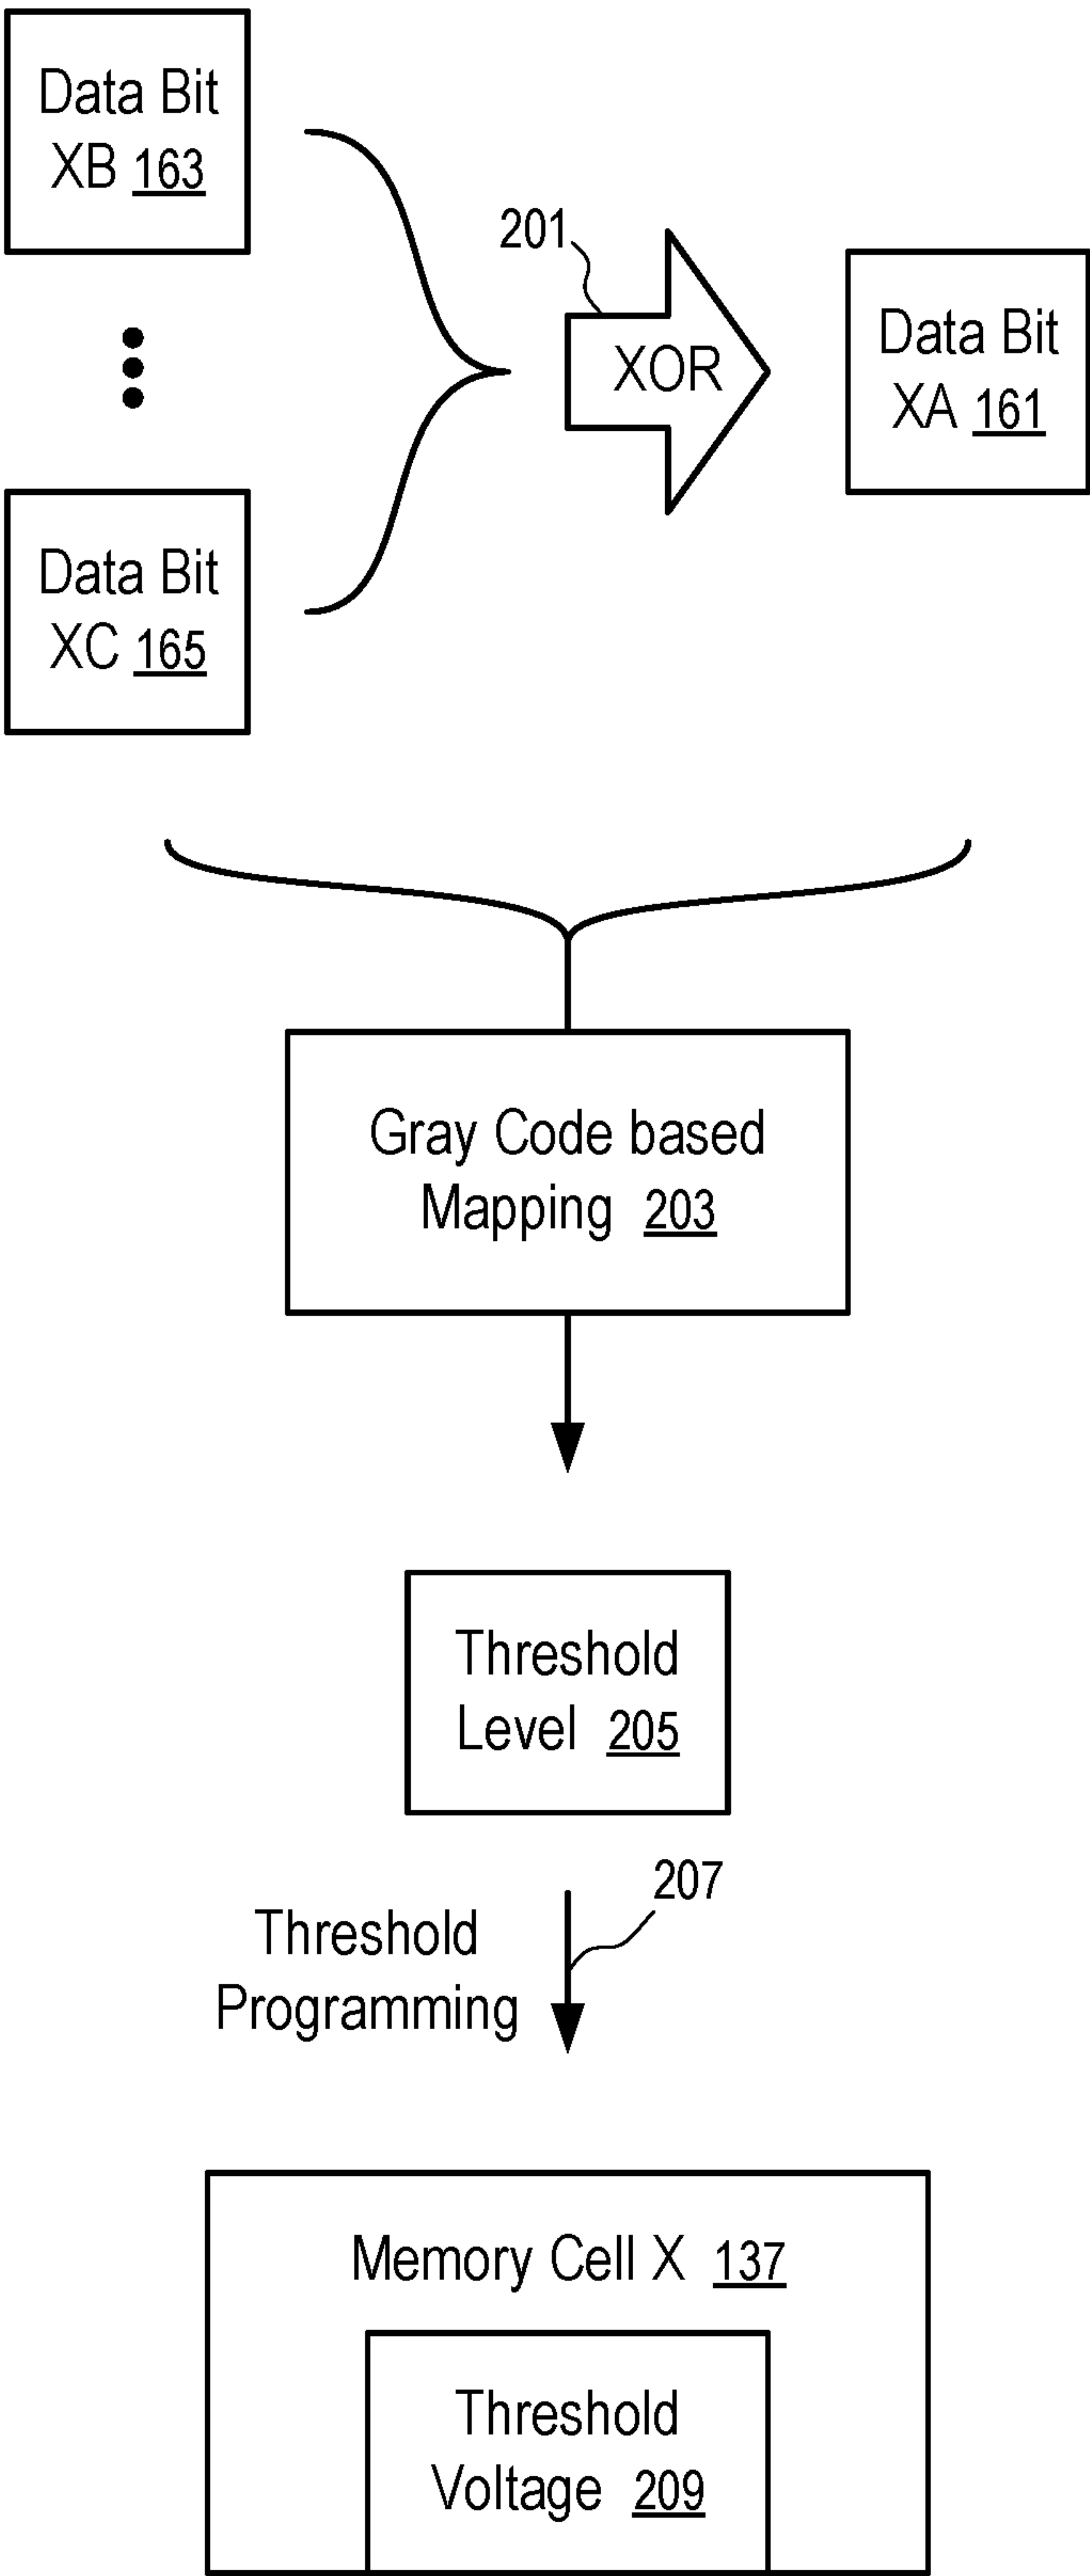 Data Bit
XB 163
201
XOR
Data Bit
XA 161
Data Bit
XC 165
Gray Code based
Mapping 203
Threshold
Level 205
207
Threshold
Programming
Memory Cell X 137
Threshold
Voltage 209